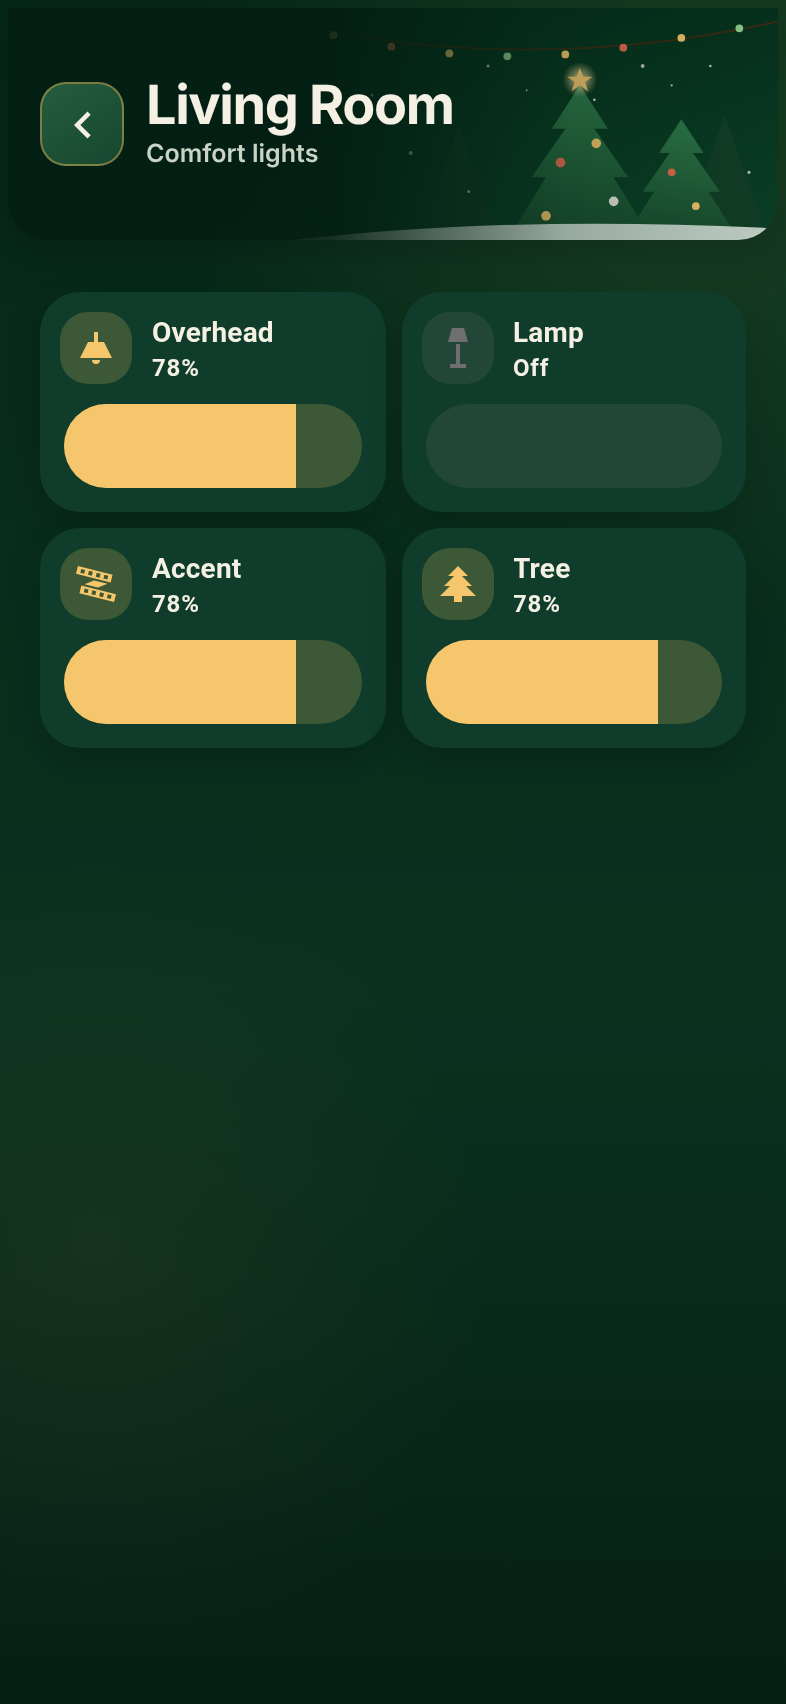 Living Room
Comfort lights
Overhead
78%
Lamp
Off
Accent
78%
Tree
78%